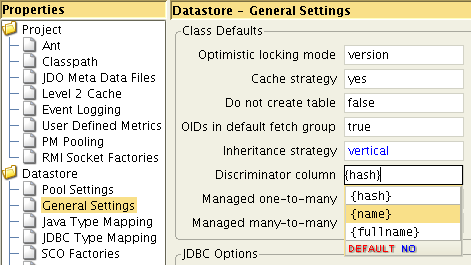 Properties
Project
Ant
Classpath
JDO Meta Data Files
Level 2 Cache
Event Logging
User Defined Metrics
PM Pooling
RMI Socket Factories
Datastore
Pool Settings
General Settings
Java Type Mapping
JDBC Type Mapping
SCO Factories
Datastore - General Settings
Class Defaults
Optimistic locking mode version
Cache strategy yes
Do not create table false
OIDs in default fetch group true
Inheritance strategy vertical
Discriminator column {hash}
Managed one-to-many {hash}
{name}
Managed many-to-many {fullname}
DEFAULT NO
JDBC Options